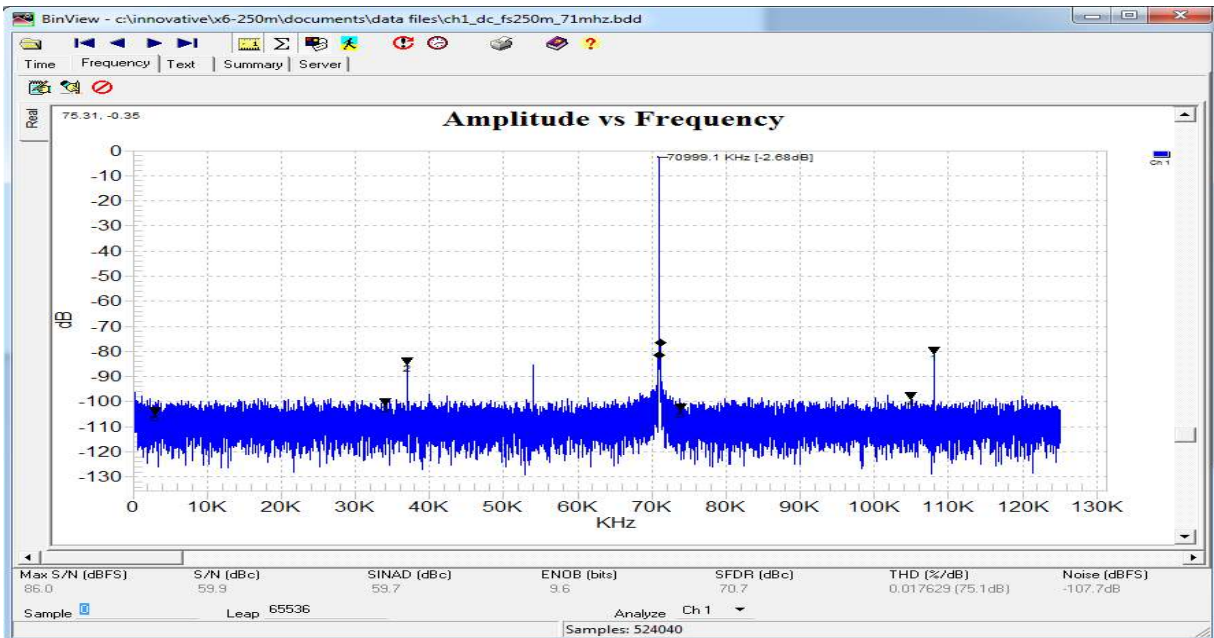 BinView - c:\innovative\x6-250m\documents\data files\ch1_dc_fs250m_71mhz.bdd
Time Frequency Text Summary Server
Real
75.31, -0.35
Amplitude vs Frequency
70999.1 KHz [-2.68dB]
Ch 1
0
-10
-20
-30
-40
-50
-60
-70
-80
-90
-100
-110
-120
-130
dB
2
0 10K 20K 30K 40K 50K 60K 70K 80K 90K 100K 110K 120K 130K
KHz
Max S/N (dBFS) S/N (dBc) SINAD (dBc) ENOB (bits) SFDR (dBc) THD (%/dB) Noise (dBFS)
86.0 59.9 59.7 9.6 70.7 0.017629 (75.1dB) -107.7dB
Sample 0 Leap 65536 Analyze Ch 1
Samples: 524040